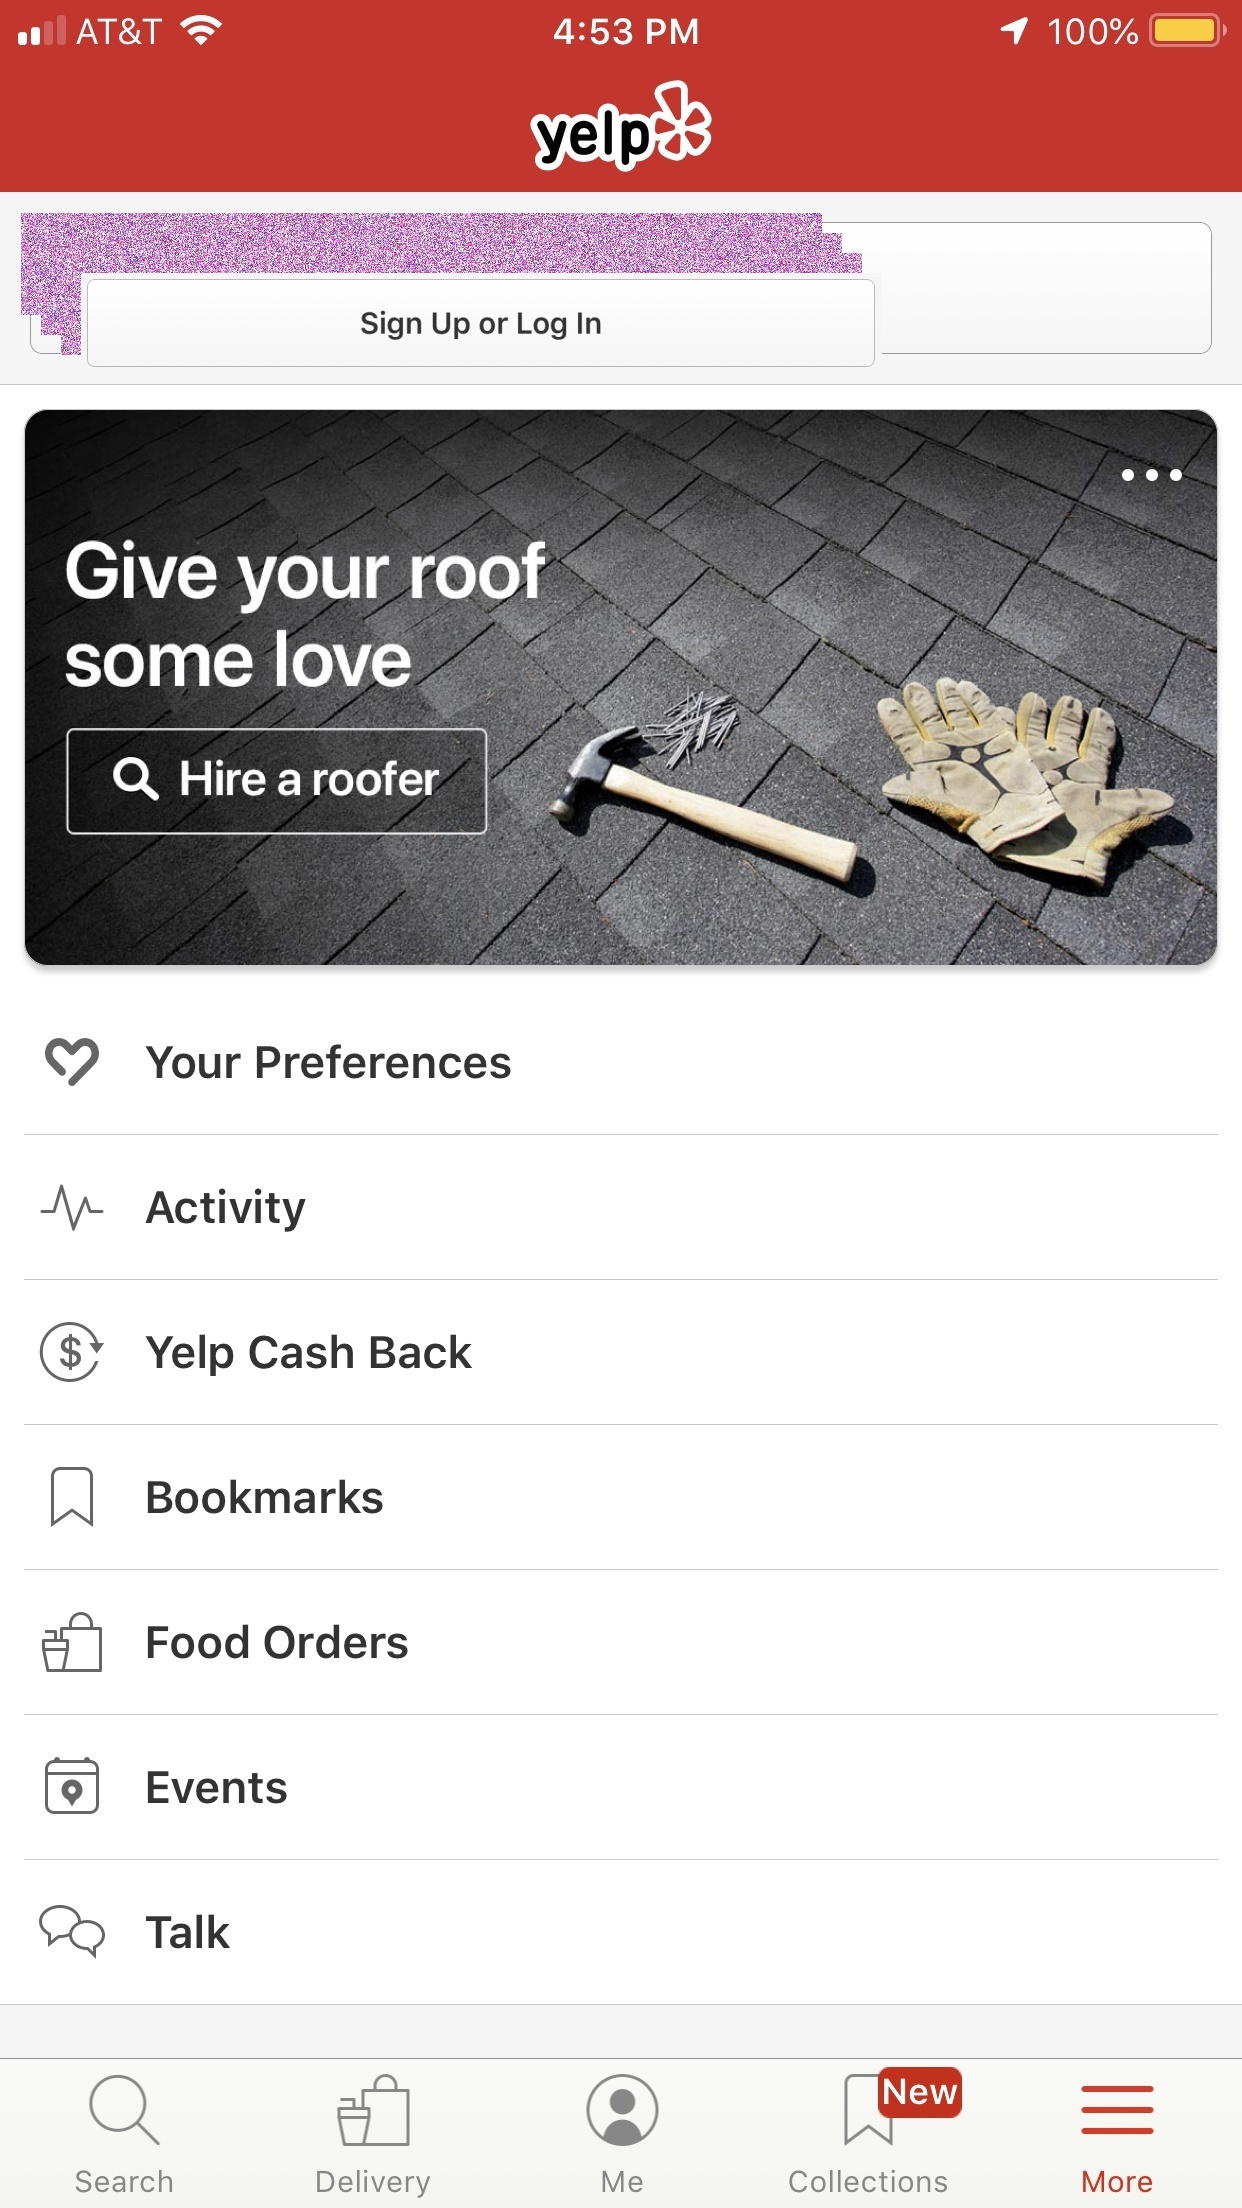 AT&T 4:53 PM 100%
yelp
Sign Up or Log In
Give your roof
some love
Hire a roofer
Your Preferences
Activity
Yelp Cash Back
Bookmarks
Food Orders
Events
Talk
New
Search Delivery Me Collections More